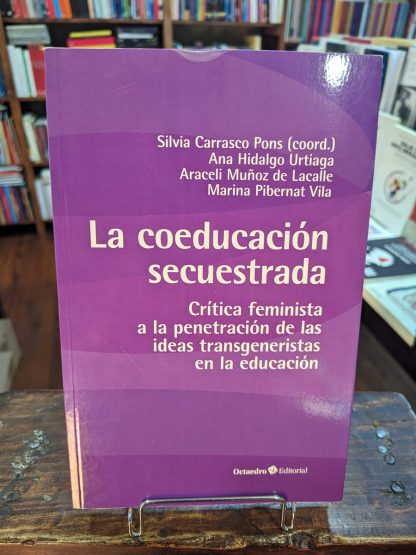 Silvia Carrasco Pons (coord.)
Ana Hidalgo Urtiaga
Araceli Muñoz de Lacalle
Marina Pibernat Vila
La coeducación
secuestrada
Crítica feminista
a la penetración de las
ideas transgeneristas
en la educación
Octaedro Editorial